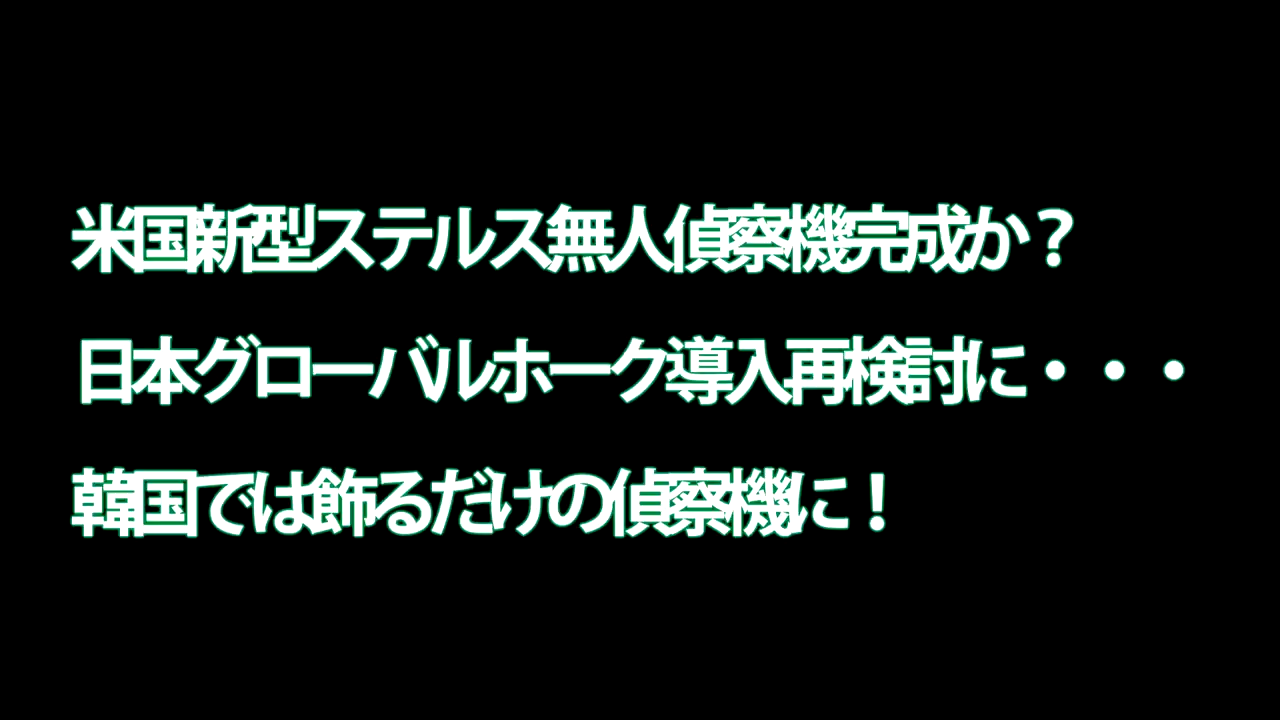 米国新型ステルス無人偵察機完成か？
日本グローバルホーク導入再検討に・・・
韓国では飾るだけの偵察機に！